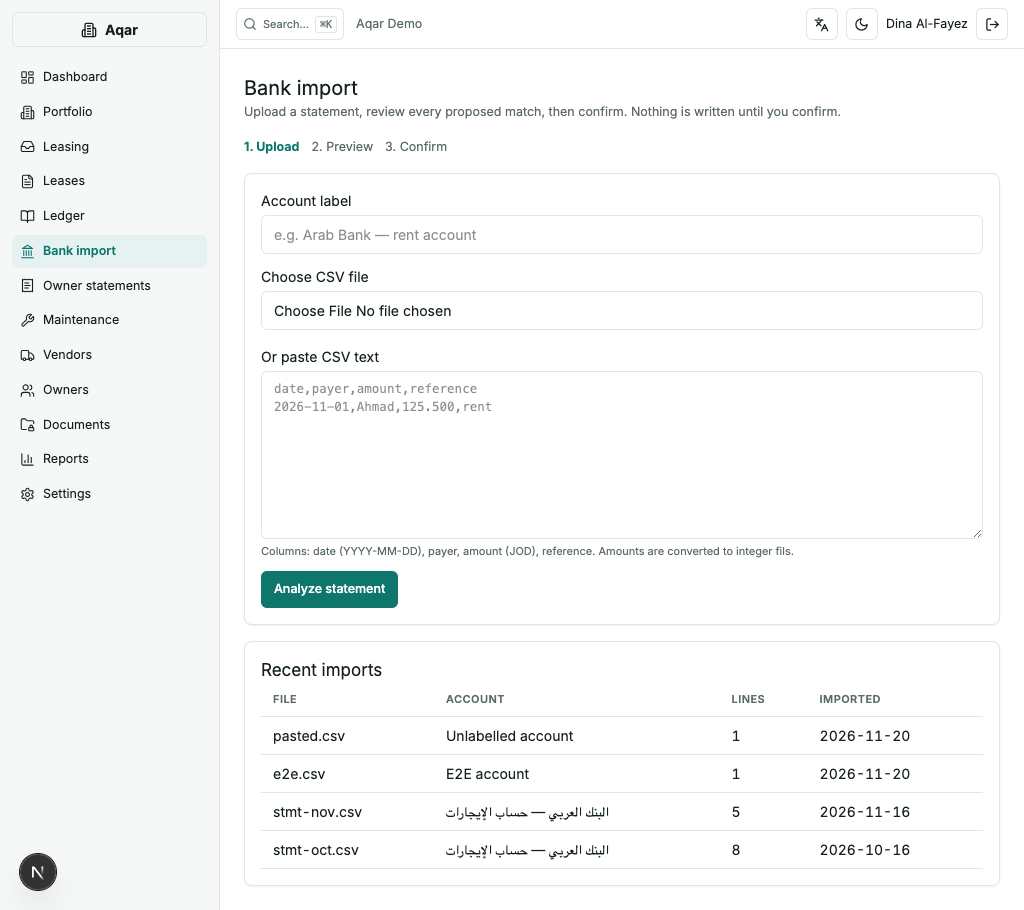 Aqar
Search... ⌘K
Aqar Demo
Dina Al-Fayez
Dashboard
Portfolio
Leasing
Leases
Ledger
Bank import
Owner statements
Maintenance
Vendors
Owners
Documents
Reports
Settings
N
Bank import
Upload a statement, review every proposed match, then confirm. Nothing is written until you confirm.
1. Upload 2. Preview 3. Confirm
Account label
e.g. Arab Bank — rent account
Choose CSV file
Choose File No file chosen
Or paste CSV text
date,payer,amount,reference
2026-11-01,Ahmad,125.500,rent
Columns: date (YYYY-MM-DD), payer, amount (JOD), reference. Amounts are converted to integer fils.
Analyze statement
Recent imports
FILE ACCOUNT LINES IMPORTED
pasted.csv Unlabelled account 1 2026-11-20
e2e.csv E2E account 1 2026-11-20
stmt-nov.csv البنك العربي — حساب الإيجارات 5 2026-11-16
stmt-oct.csv البنك العربي — حساب الإيجارات 8 2026-10-16